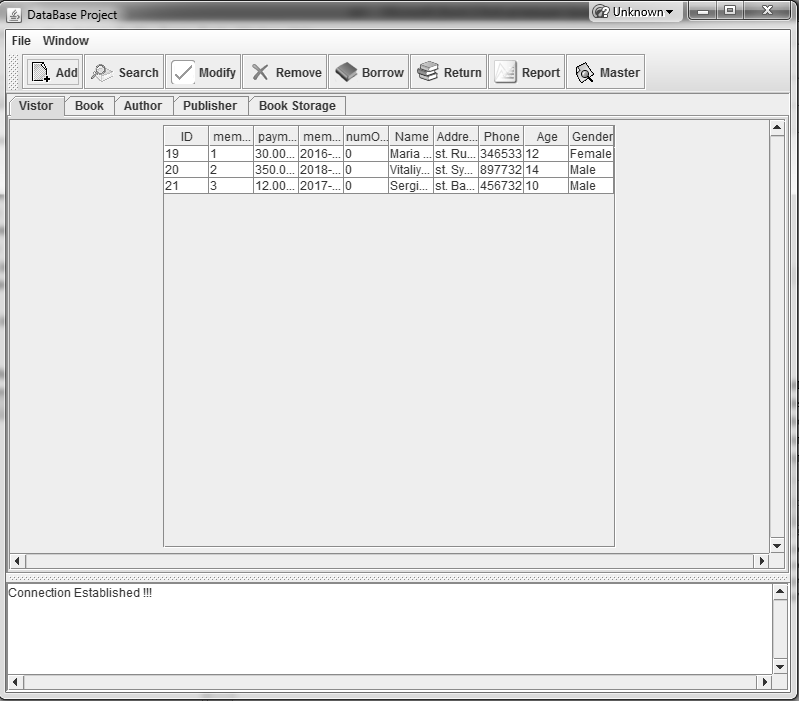 DataBase Project Unknown
File Window
Add Search Modify Remove Borrow Return Report Master
Vistor Book Author Publisher Book Storage
ID mem... paym... mem... numO... Name Addre... Phone Age Gender
19 1 30.00... 2016-... 0 Maria ... st. Ru... 346533 12 Female
20 2 350.0... 2018-... 0 Vitaliy... st. Sy... 897732 14 Male
21 3 12.00... 2017-... 0 Sergi... st. Ba... 456732 10 Male
Connection Established !!!